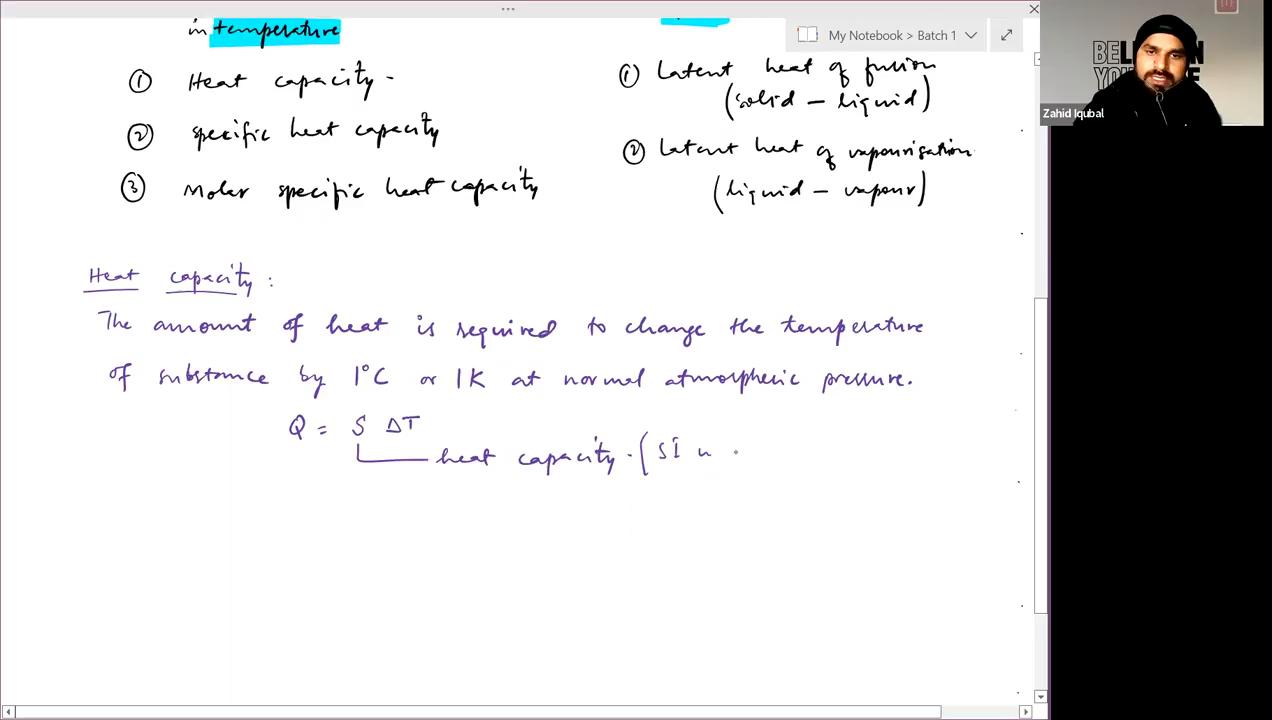 in temperature
My Notebook > Batch 1
① Heat capacity -
② specific heat capacity
③ Molar specific heat capacity
① Latent heat of fusion
(solid – liquid)
② Latent heat of vapourisation
(liquid – vapour)
Heat capacity :
The amount of heat is required to change the temperature
of substance by 1°C or 1K at normal atmospheric pressure.
Q = S ΔT
heat capacity. (SI u
Zahid Iqubal